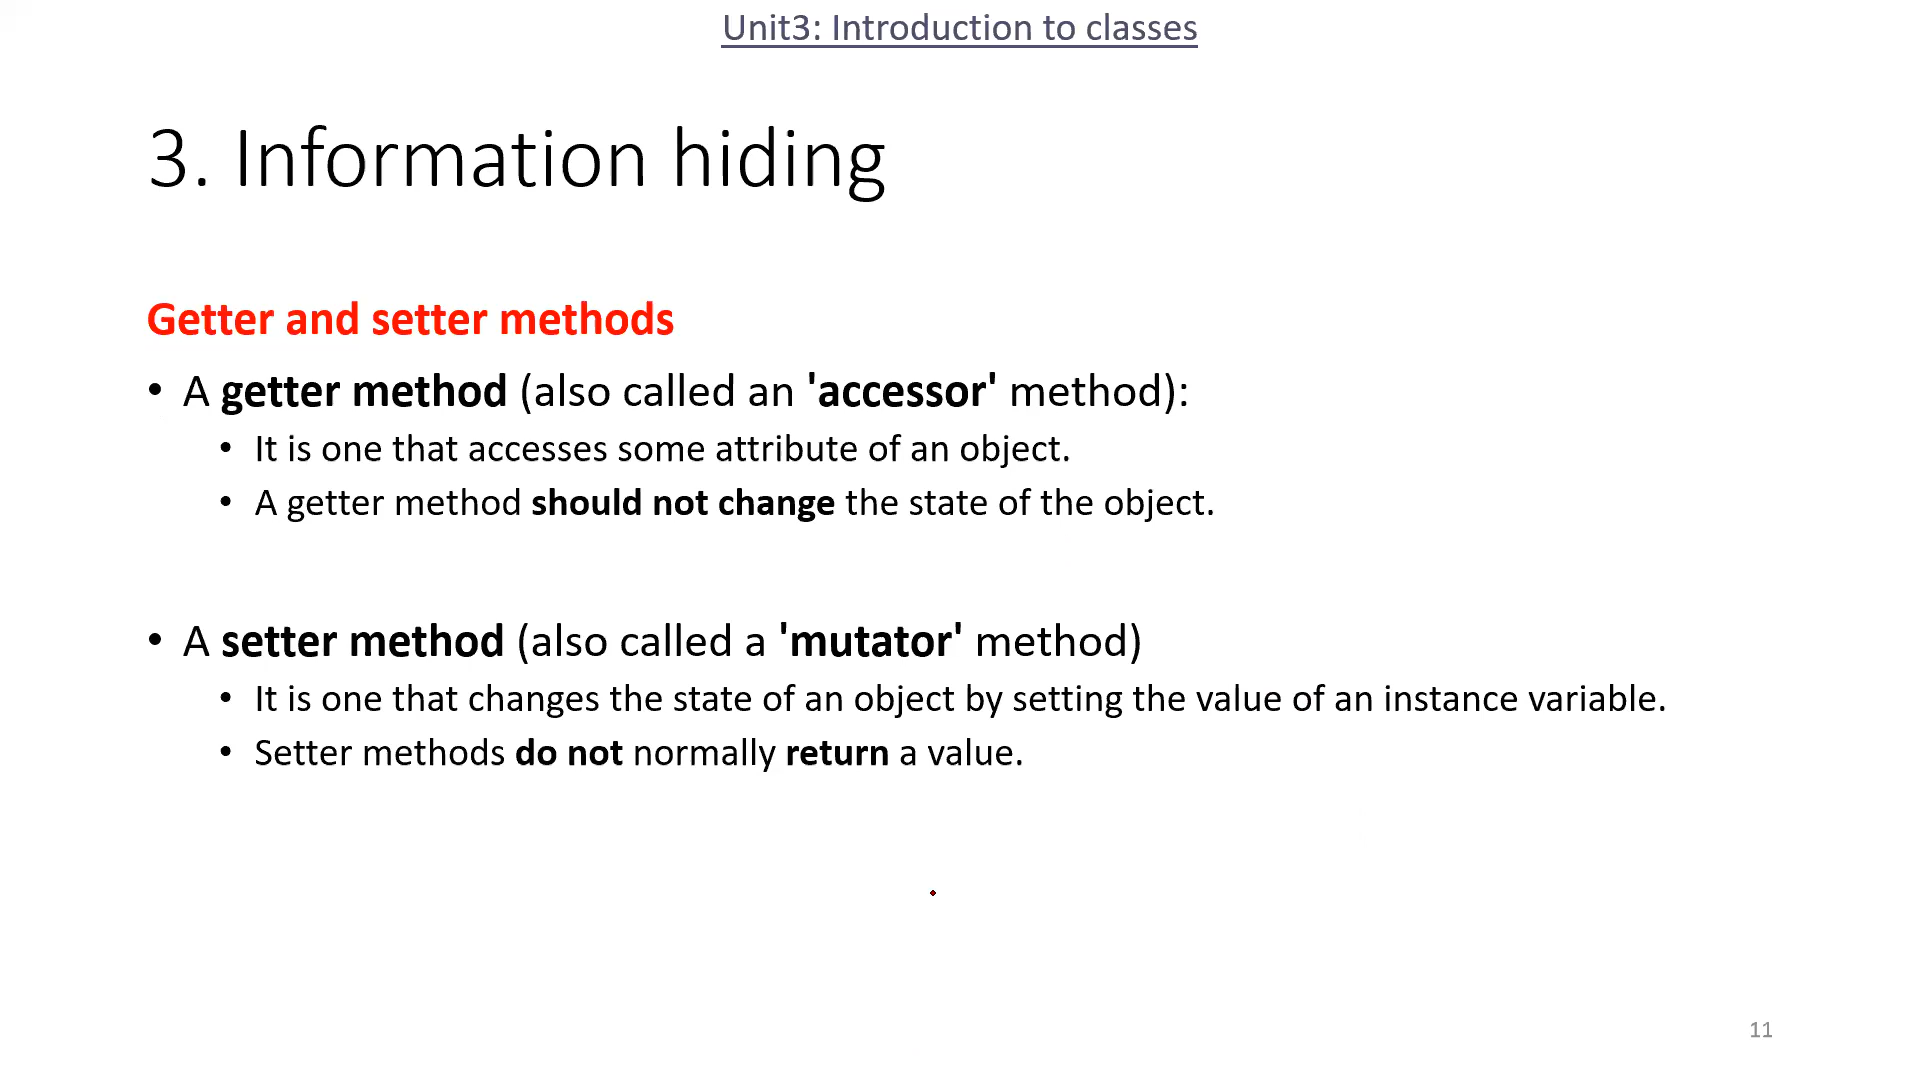 Unit3: Introduction to classes
3. Information hiding
Getter and setter methods
• A getter method (also called an 'accessor' method):
• It is one that accesses some attribute of an object.
• A getter method should not change the state of the object.
• A setter method (also called a 'mutator' method)
• It is one that changes the state of an object by setting the value of an instance variable.
• Setter methods do not normally return a value.
11